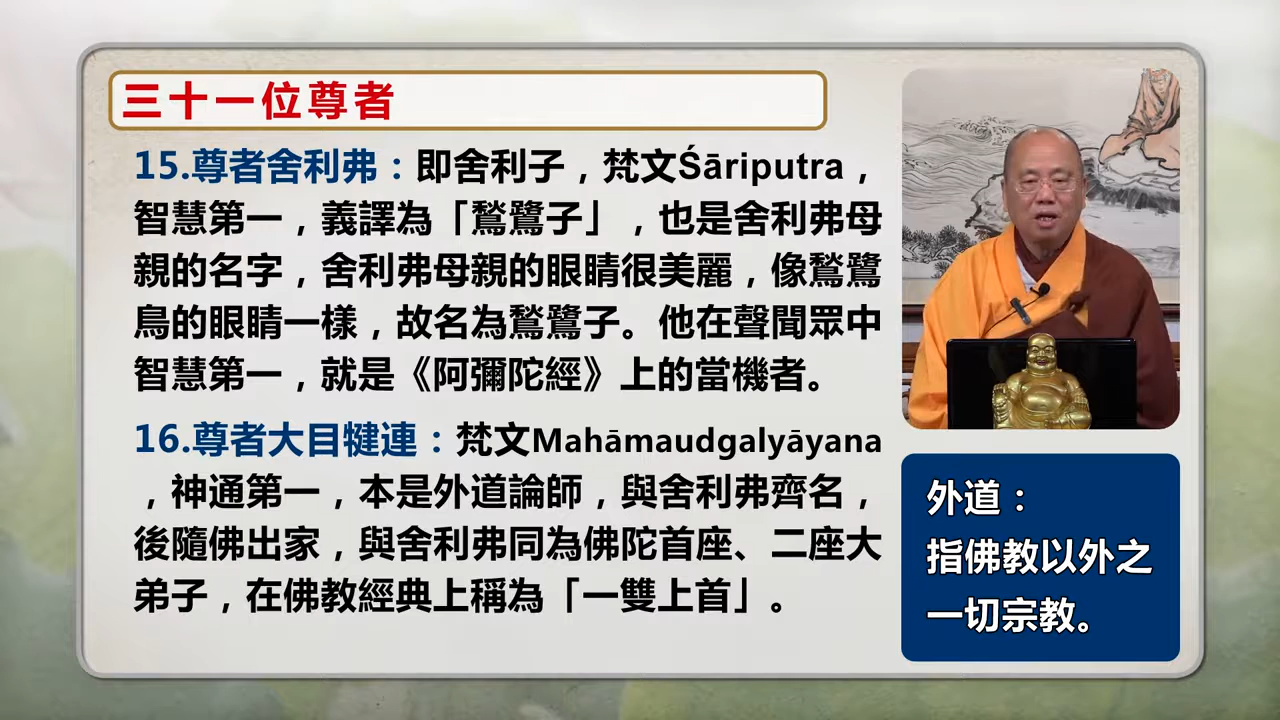 三十一位尊者
15.尊者舍利弗：即舍利子，梵文Śāriputra，
智慧第一，義譯為「鶖鷺子」，也是舍利弗母
親的名字，舍利弗母親的眼睛很美麗，像鶖鷺
鳥的眼睛一樣，故名為鶖鷺子。他在聲聞眾中
智慧第一，就是《阿彌陀經》上的當機者。
16.尊者大目犍連：梵文Mahāmaudgalyāyana
，神通第一，本是外道論師，與舍利弗齊名，
後隨佛出家，與舍利弗同為佛陀首座、二座大
弟子，在佛教經典上稱為「一雙上首」。
外道：
指佛教以外之
一切宗教。